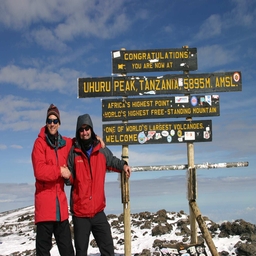 CONGRATULATIONS
YOU ARE NOW AT
UHURU PEAK, TANZANIA, 5895M. AMSL.
AFRICA'S HIGHEST POINT
WORLD'S HIGHEST FREE-STANDING MOUNTAIN
ONE OF WORLD'S LARGEST VOLCANOES
WELCOME